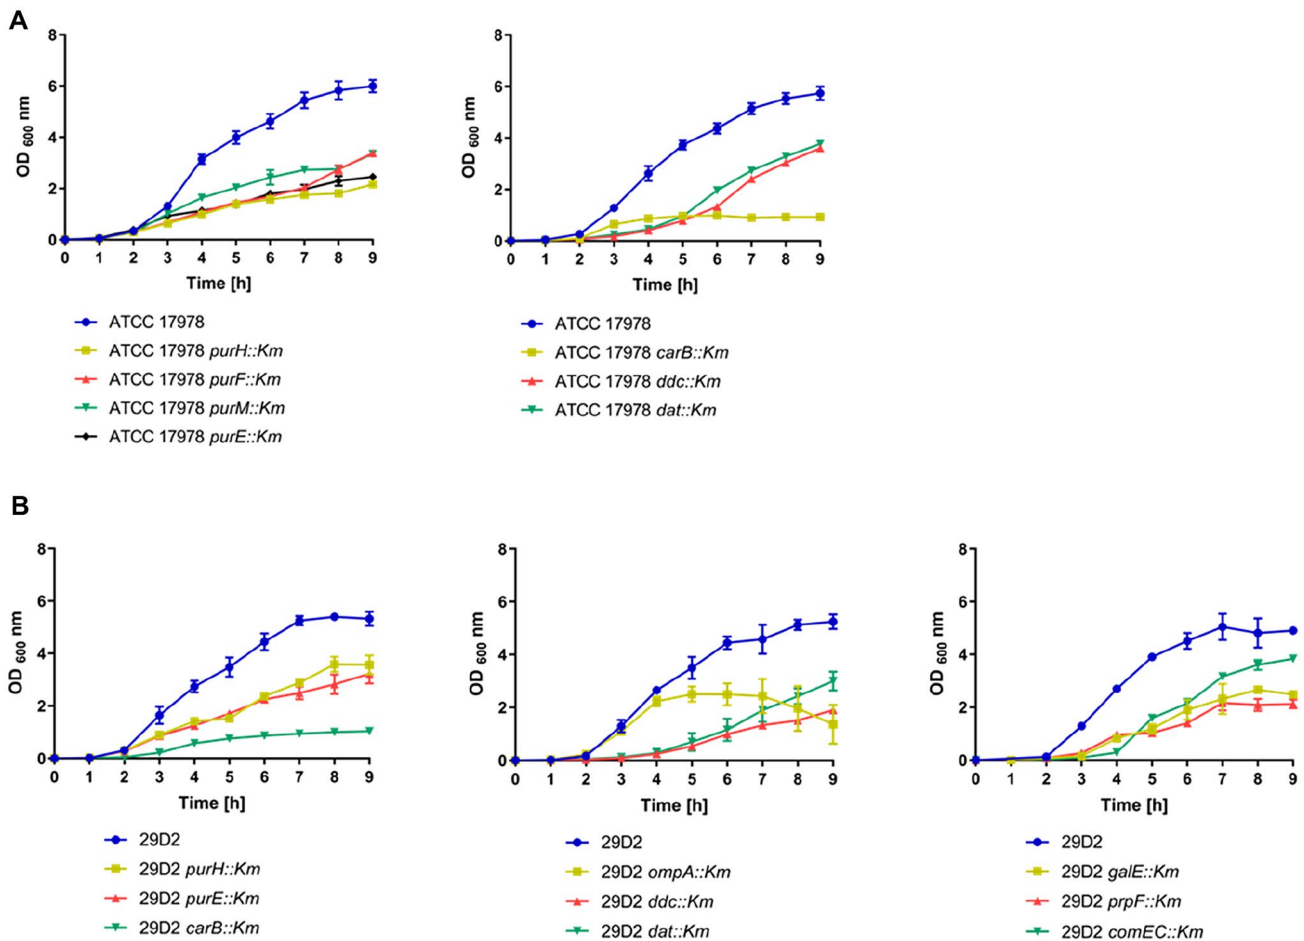 A
8
6
4
2
0
OD 600 nm
0 1 2 3 4 5 6 7 8 9
Time [h]
ATCC 17978
ATCC 17978 purH::Km
ATCC 17978 purF::Km
ATCC 17978 purM::Km
ATCC 17978 purE::Km
8
6
4
2
0
OD 600 nm
0 1 2 3 4 5 6 7 8 9
Time [h]
ATCC 17978
ATCC 17978 carB::Km
ATCC 17978 ddc::Km
ATCC 17978 dat::Km
B
8
6
4
2
0
OD 600 nm
0 1 2 3 4 5 6 7 8 9
Time [h]
29D2
29D2 purH::Km
29D2 purE::Km
29D2 carB::Km
8
6
4
2
0
OD 600 nm
0 1 2 3 4 5 6 7 8 9
Time [h]
29D2
29D2 ompA::Km
29D2 ddc::Km
29D2 dat::Km
8
6
4
2
0
OD 600 nm
0 1 2 3 4 5 6 7 8 9
Time [h]
29D2
29D2 galE::Km
29D2 prpF::Km
29D2 comEC::Km